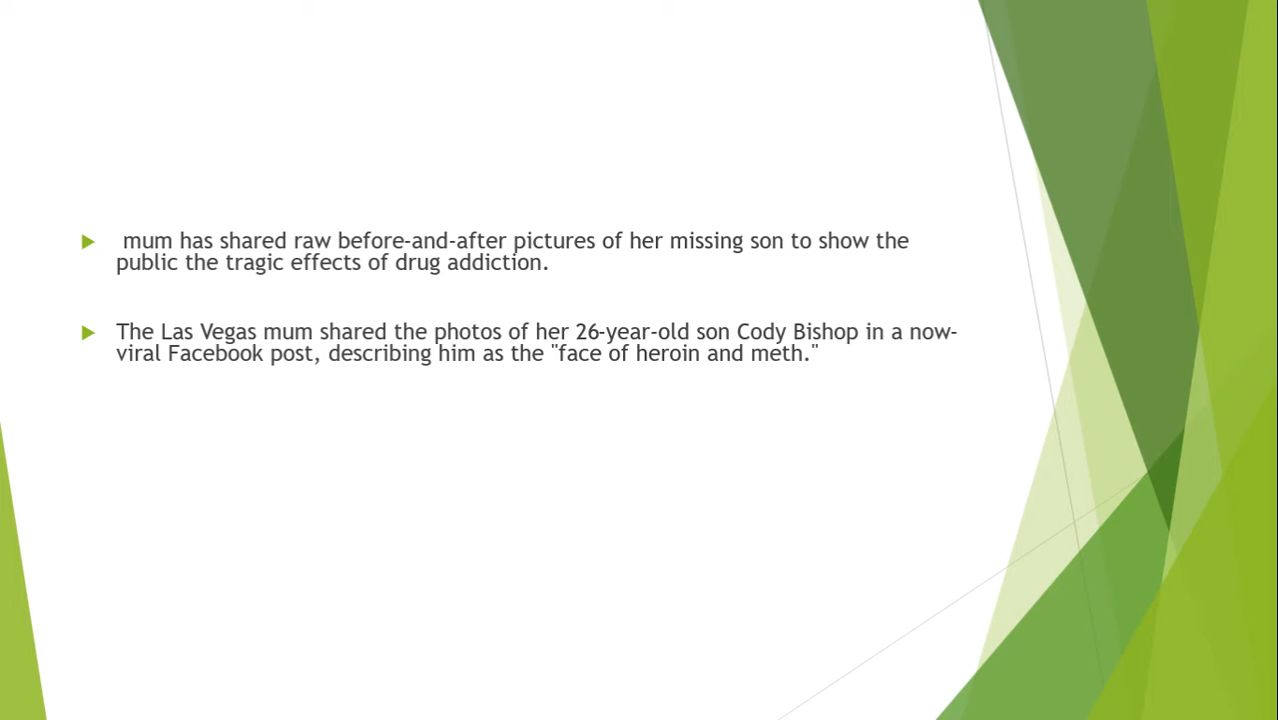 mum has shared raw before-and-after pictures of her missing son to show the
public the tragic effects of drug addiction.
The Las Vegas mum shared the photos of her 26-year-old son Cody Bishop in a now-
viral Facebook post, describing him as the "face of heroin and meth."